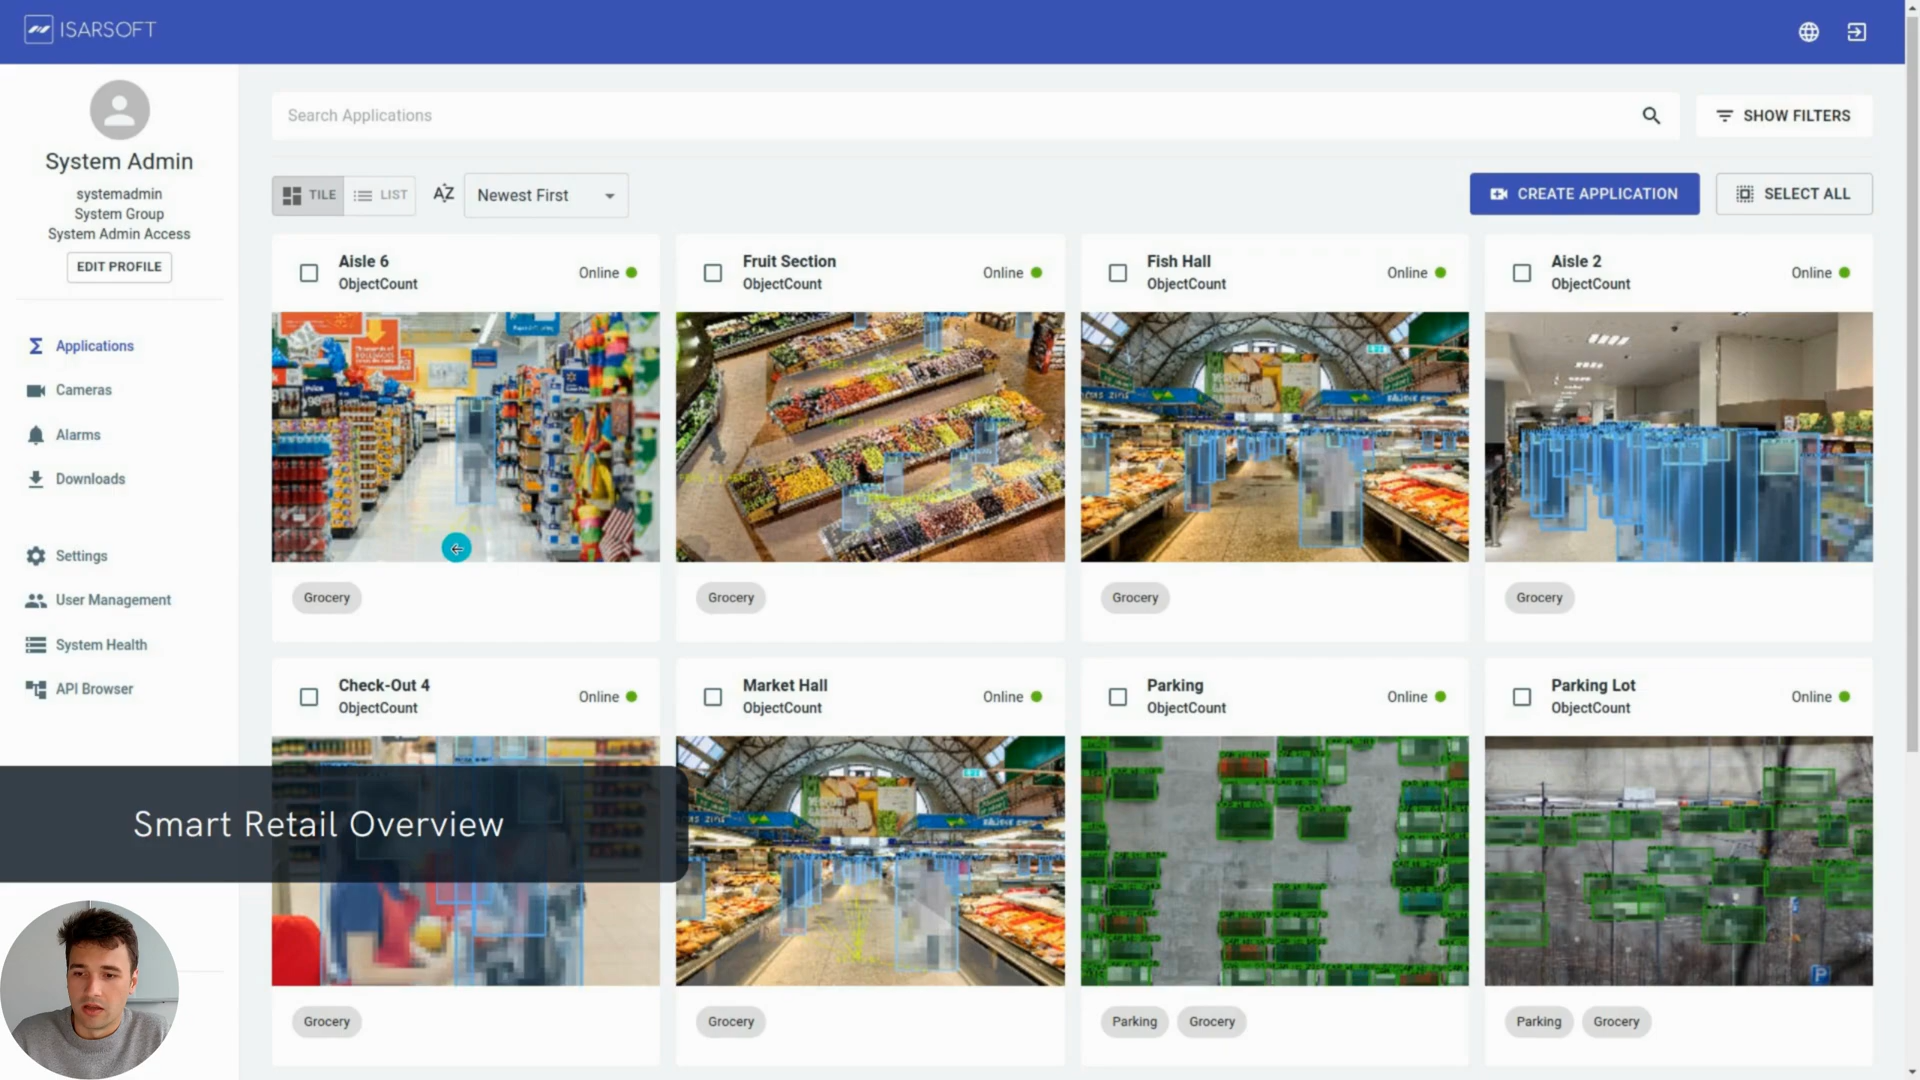 ISARSOFT
System Admin
systemadmin
System Group
System Admin Access
EDIT PROFILE
Applications
Cameras
Alarms
Downloads
Settings
User Management
System Health
API Browser
Search Applications
SHOW FILTERS
TILE
LIST
AZ
Newest First
CREATE APPLICATION
SELECT ALL
Aisle 6
ObjectCount
Online
Grocery
Fruit Section
ObjectCount
Online
Grocery
Fish Hall
ObjectCount
Online
Grocery
Aisle 2
ObjectCount
Online
Grocery
Check-Out 4
ObjectCount
Online
Grocery
Market Hall
ObjectCount
Online
Grocery
Parking
ObjectCount
Online
Parking
Grocery
Parking Lot
ObjectCount
Online
P
Parking
Grocery
Smart Retail Overview